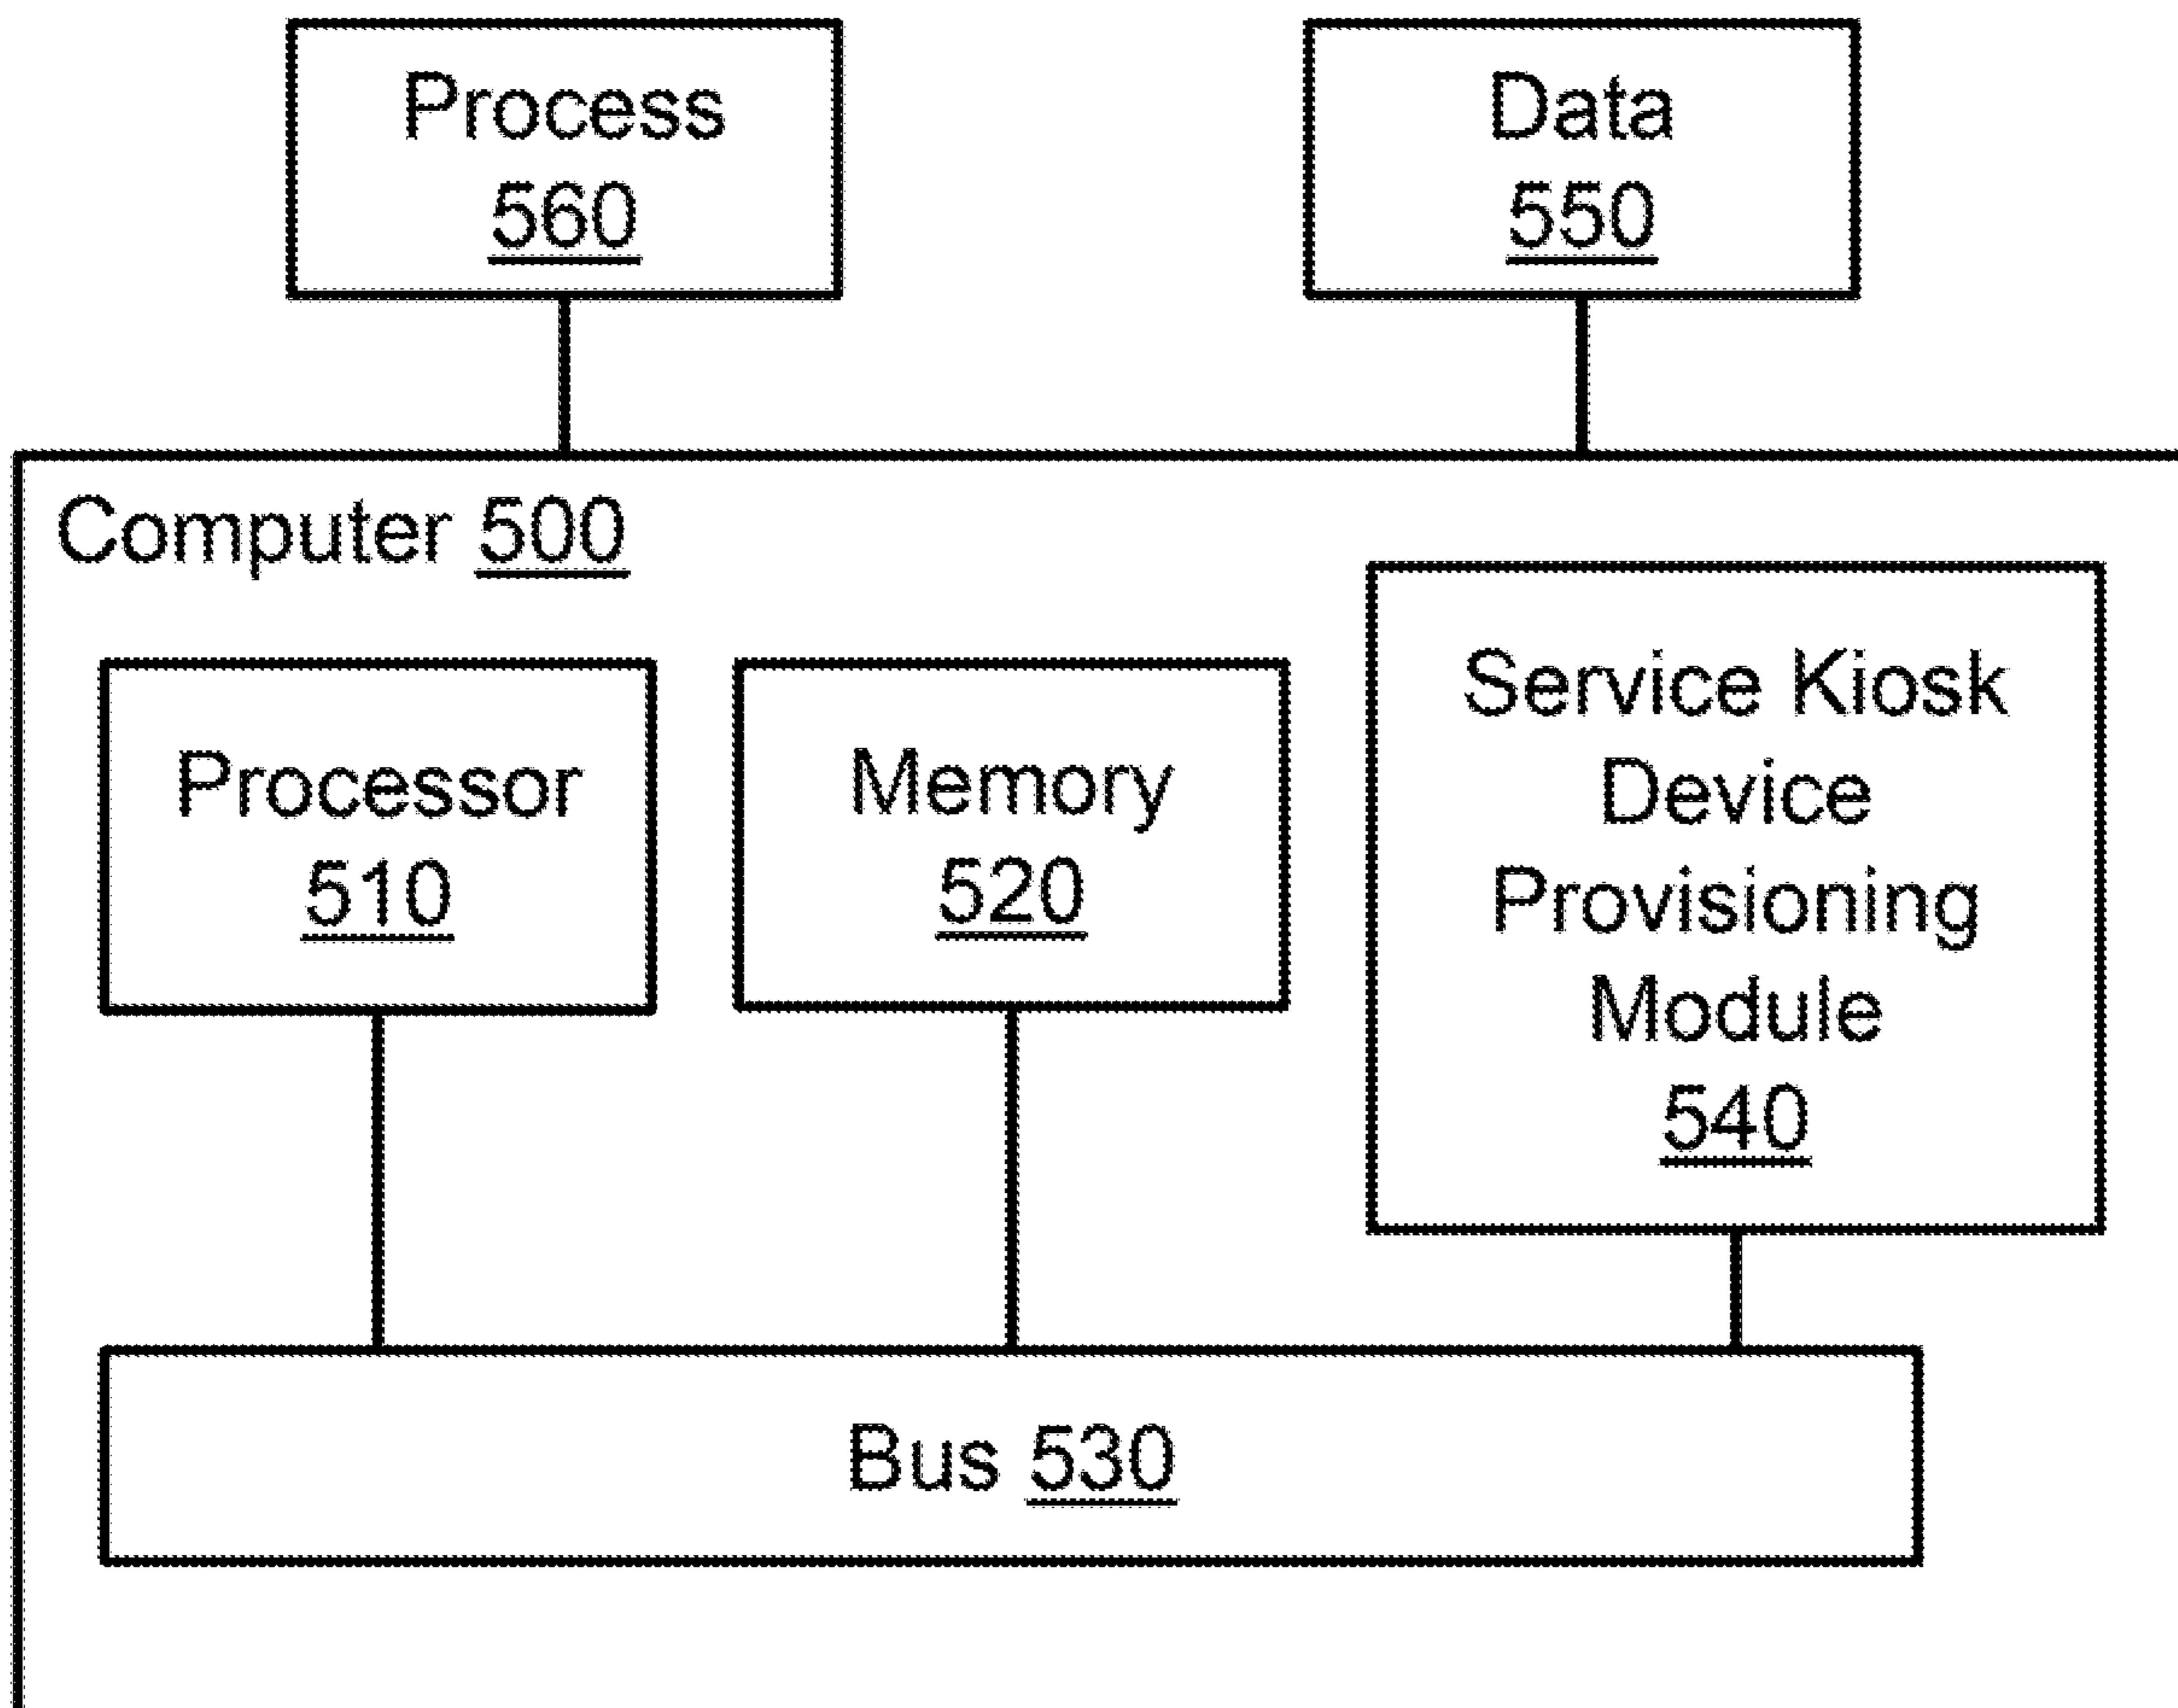 Process
560
Data
550
Computer 500
Processor
510
Memory
520
Service Kiosk
Device
Provisioning
Module
540
Bus 530